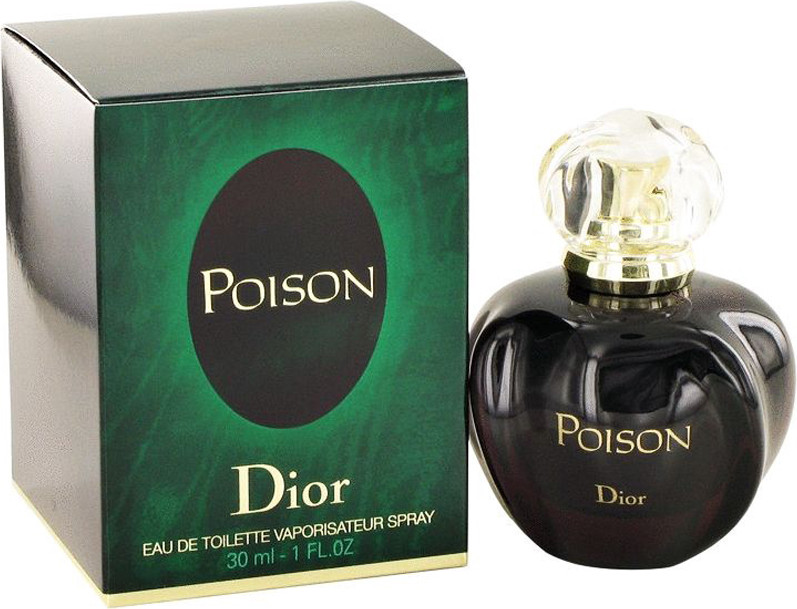 POISON
Dior
EAU DE TOILETTE VAPORISATEUR SPRAY
30 ml - 1 FL.OZ
POISON
Dior